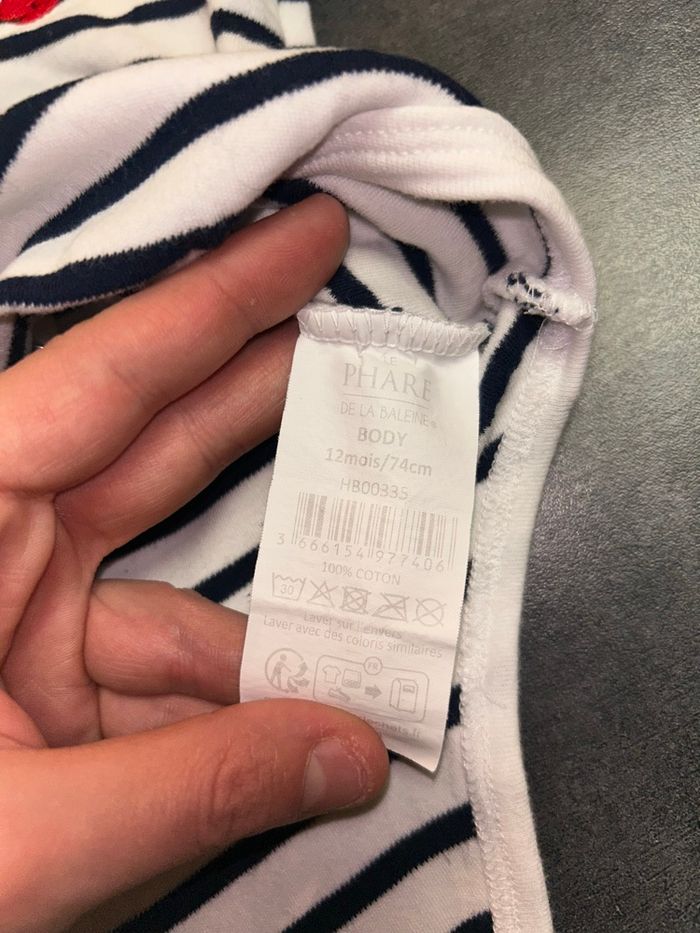 LE
PHARE
DE LA BALEINE®
BODY
12mois/74cm
HB00335
3 666154 977406
100% COTON
30
Laver sur l'envers
Laver avec des coloris similaires
FR